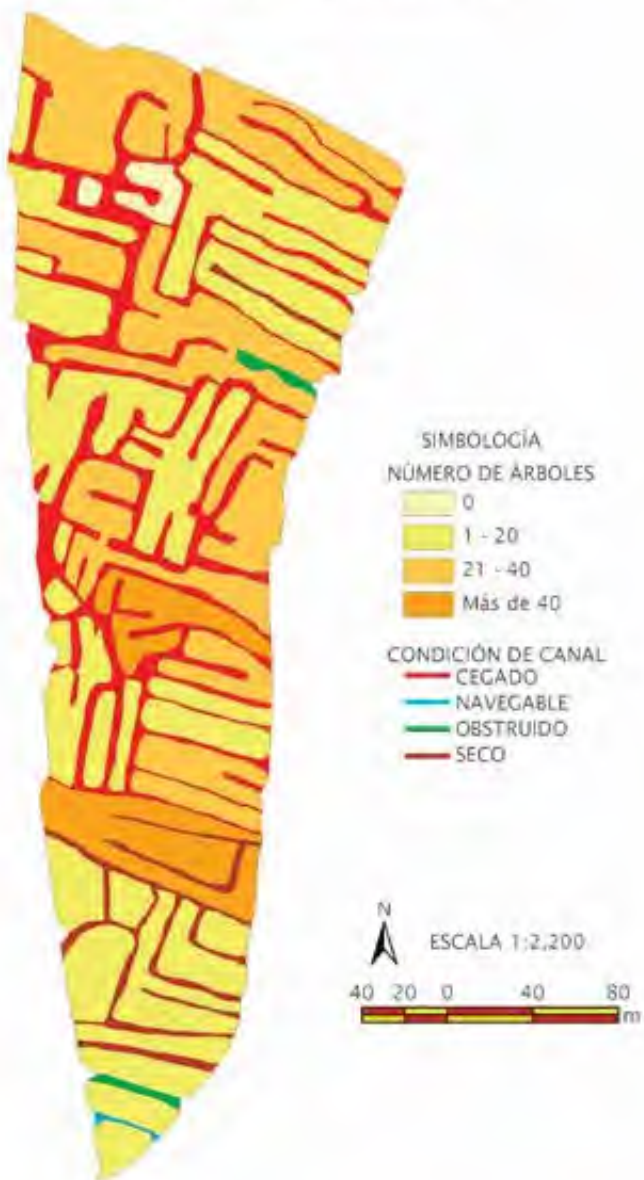 SIMBOLOGÍA
NÚMERO DE ÁRBOLES
0
1 - 20
21 - 40
Más de 40
CONDICIÓN DE CANAL
CEGADO
NAVEGABLE
OBSTRUIDO
SECO
N
ESCALA 1:2,200
40 20 0 40 80
m